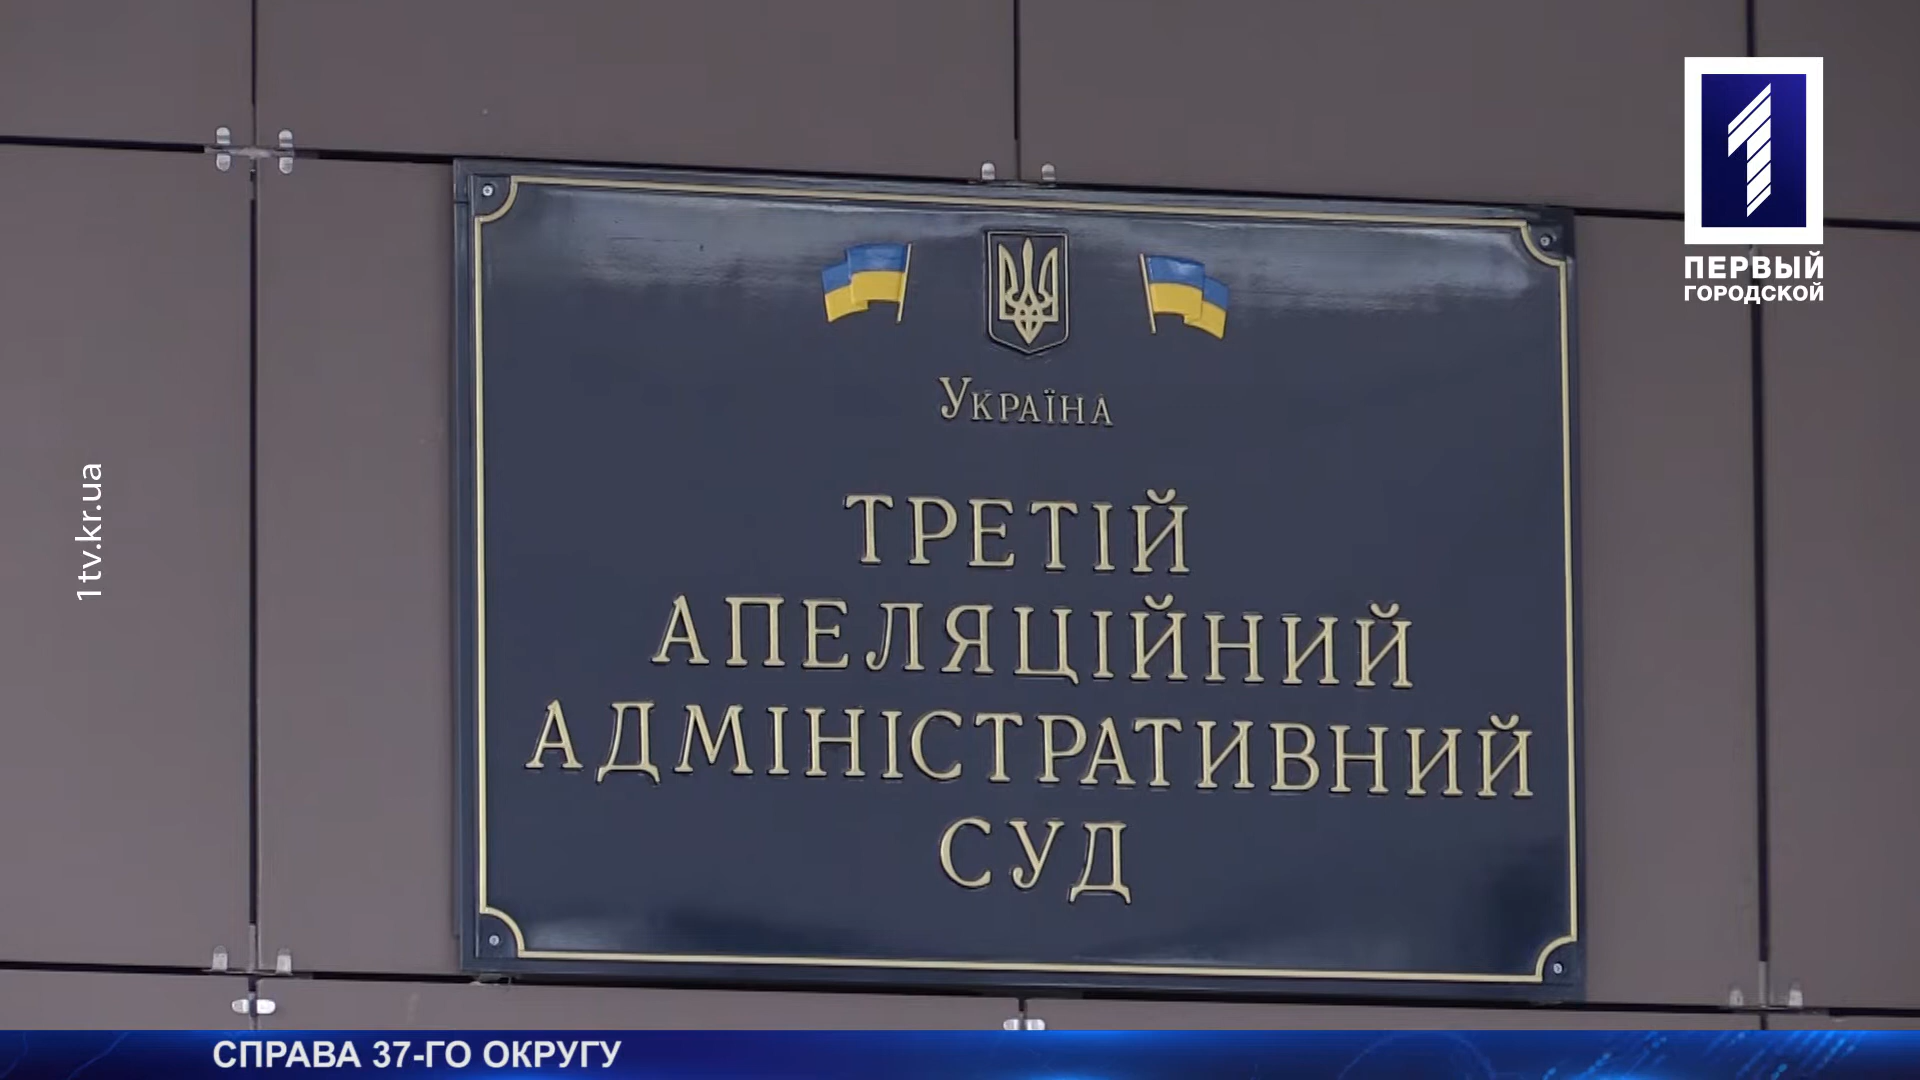 ПЕРВЫЙ
ГОРОДСКОЙ
Україна
ТРЕТІЙ
АПЕЛЯЦІЙНИЙ
АДМІНІСТРАТИВНИЙ
СУД
1tv.kr.ua
СПРАВА 37-ГО ОКРУГУ